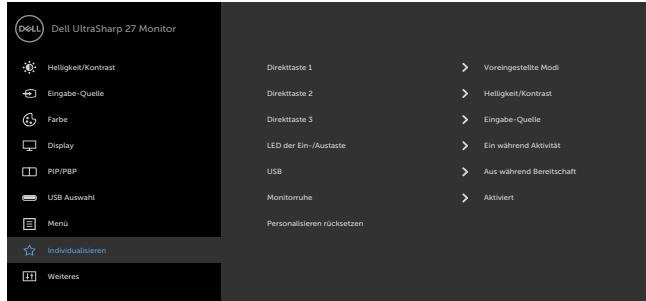 DELL Dell UltraSharp 27 Monitor
Helligkeit/Kontrast
Eingabe-Quelle
Farbe
Display
PIP/PBP
USB Auswahl
Menü
Individualisieren
Weiteres
Direkttaste 1 Voreingestellte Modi
Direkttaste 2 Helligkeit/Kontrast
Direkttaste 3 Eingabe-Quelle
LED der Ein-/Austaste Ein während Aktivität
USB Aus während Bereitschaft
Monitorruhe Aktiviert
Personalisieren rücksetzen